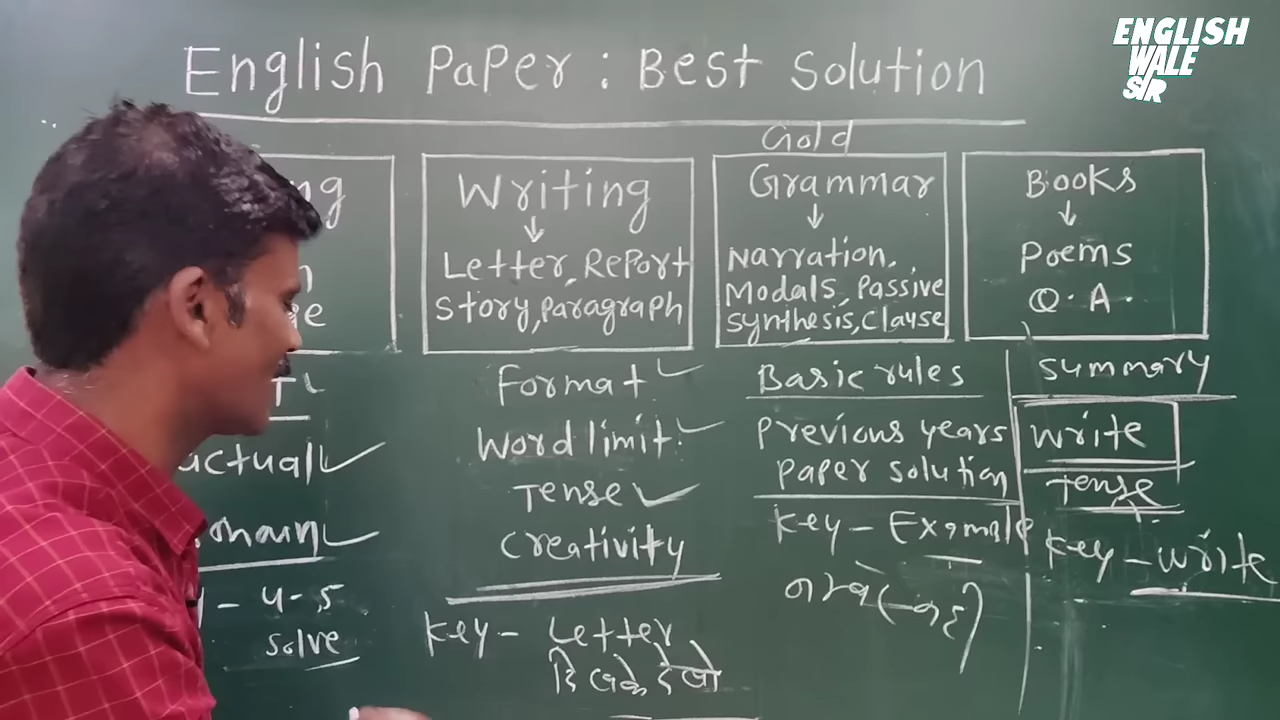 ENGLISH
WALE
SIR
English Paper : Best Solution
Writing
Letter, Report
Story, Paragraph
Format
Word limit
Tense
Creativity
Key - Letter
Gold
Grammar
Narration,
Modals, Passive
Synthesis, Clause
Basic rules
Previous years
Paper solution
Key - Example
Books
Poems
Q. A.
Summary
Write
Tense
Key - Write
4-5
Solve